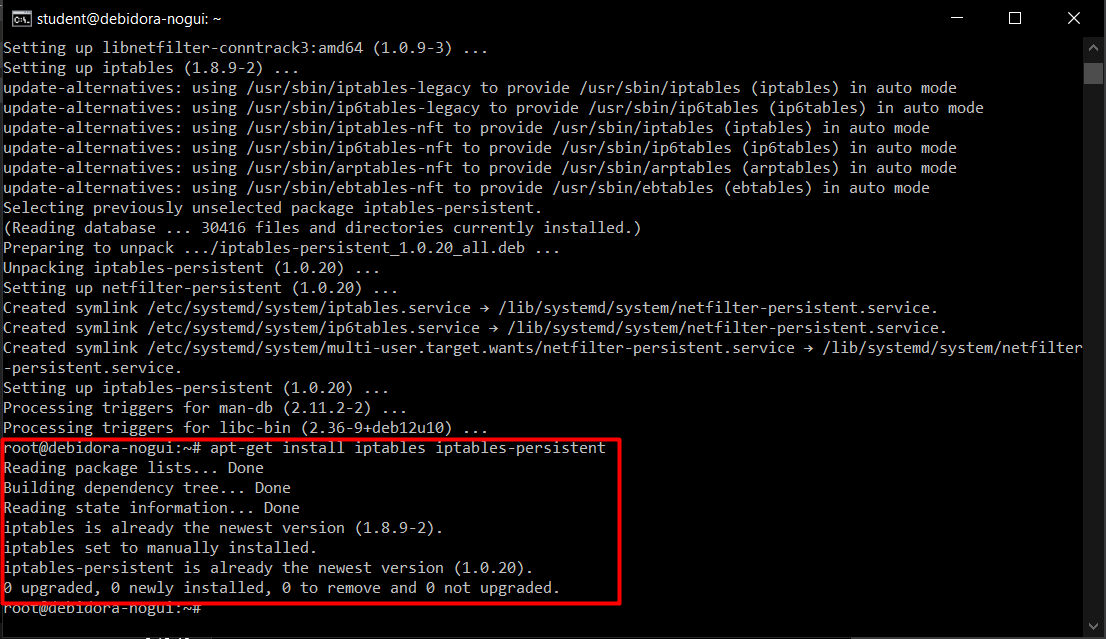 student@debidora-nogui: ~
Setting up libnetfilter-conntrack3:amd64 (1.0.9-3) ...
Setting up iptables (1.8.9-2) ...
update-alternatives: using /usr/sbin/iptables-legacy to provide /usr/sbin/iptables (iptables) in auto mode
update-alternatives: using /usr/sbin/ip6tables-legacy to provide /usr/sbin/ip6tables (ip6tables) in auto mode
update-alternatives: using /usr/sbin/iptables-nft to provide /usr/sbin/iptables (iptables) in auto mode
update-alternatives: using /usr/sbin/ip6tables-nft to provide /usr/sbin/ip6tables (ip6tables) in auto mode
update-alternatives: using /usr/sbin/arptables-nft to provide /usr/sbin/arptables (arptables) in auto mode
update-alternatives: using /usr/sbin/ebtables-nft to provide /usr/sbin/ebtables (ebtables) in auto mode
Selecting previously unselected package iptables-persistent.
(Reading database ... 30416 files and directories currently installed.)
Preparing to unpack .../iptables-persistent_1.0.20_all.deb ...
Unpacking iptables-persistent (1.0.20) ...
Setting up netfilter-persistent (1.0.20) ...
Created symlink /etc/systemd/system/iptables.service → /lib/systemd/system/netfilter-persistent.service.
Created symlink /etc/systemd/system/ip6tables.service → /lib/systemd/system/netfilter-persistent.service.
Created symlink /etc/systemd/system/multi-user.target.wants/netfilter-persistent.service → /lib/systemd/system/netfilter
-persistent.service.
Setting up iptables-persistent (1.0.20) ...
Processing triggers for man-db (2.11.2-2) ...
Processing triggers for libc-bin (2.36-9+deb12u10) ...
root@debidora-nogui:~# apt-get install iptables iptables-persistent
Reading package lists... Done
Building dependency tree... Done
Reading state information... Done
iptables is already the newest version (1.8.9-2).
iptables set to manually installed.
iptables-persistent is already the newest version (1.0.20).
0 upgraded, 0 newly installed, 0 to remove and 0 not upgraded.
root@debidora-nogui:~#